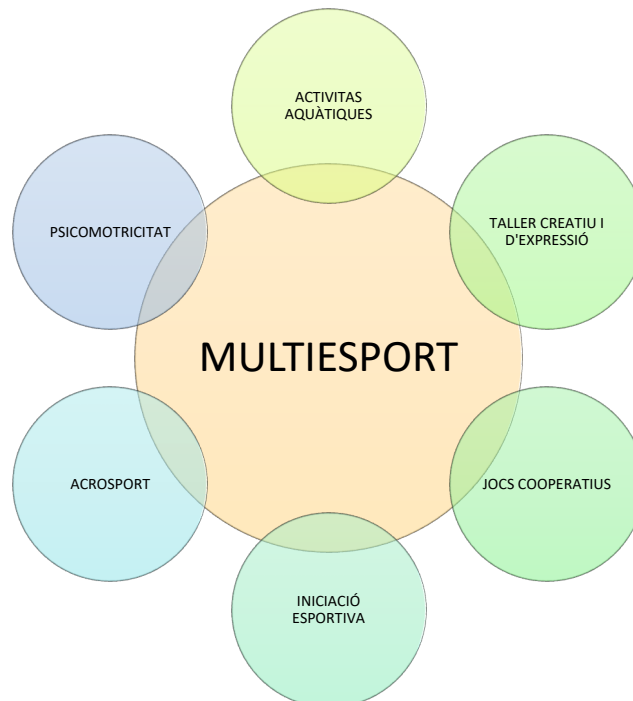 ACTIVITAS
AQUÀTIQUES
PSICOMOTRICITAT
TALLER CREATIU I
D'EXPRESSIÓ
MULTIESPORT
ACROSPORT
JOCS COOPERATIUS
INICIACIÓ
ESPORTIVA